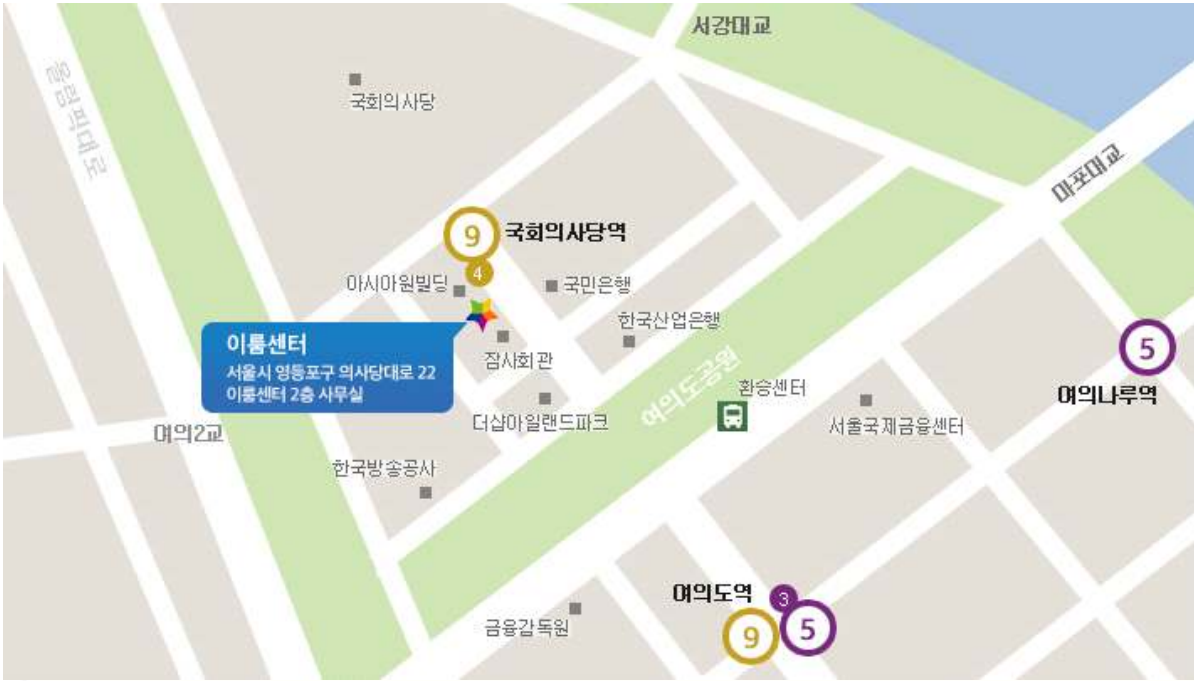 서강대교
올림픽대로
국회의사당
마포대교
9
국회의사당역
4
아시아원빌딩
국민은행
이룸센터
서울시 영등포구 의사당대로 22
이룸센터 2층 사무실
한국산업은행
잠사회관
5
여의나루역
여의도공원
환승센터
더샵아일랜드파크
서울국제금융센터
여의2교
한국방송공사
여의도역
3
9
5
금융감독원